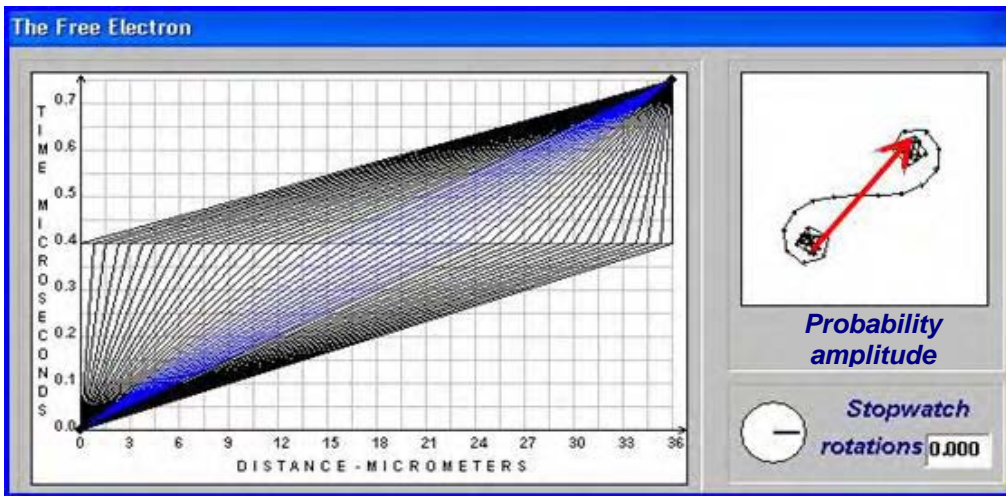 The Free Electron
TIME MICROSECONDS
0.7
0.6
0.5
0.4
0.3
0.2
0.1
0.0
0 3 6 9 12 15 18 21 24 27 30 33 36
DISTANCE - MICROMETERS
Probability
amplitude
Stopwatch
rotations 0.000